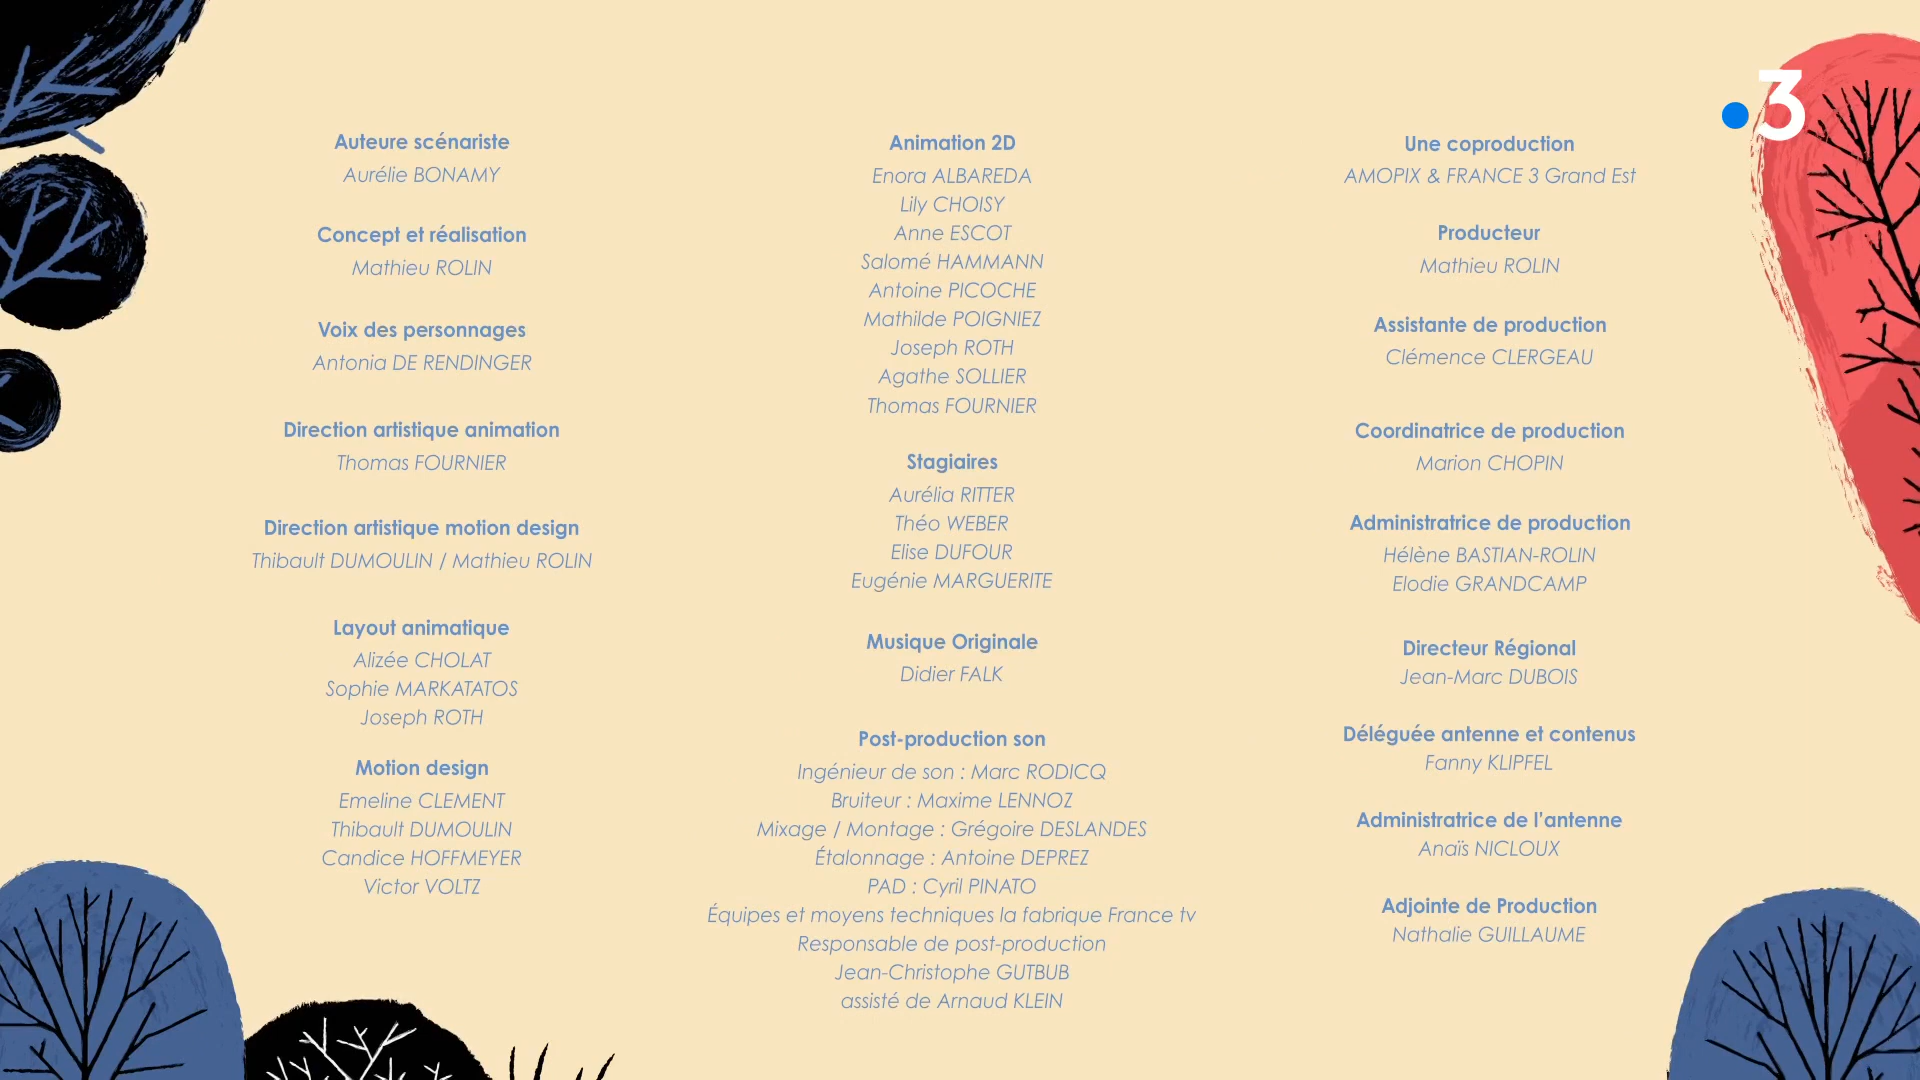 Auteure scénariste
Aurélie BONAMY
Concept et réalisation
Mathieu ROLIN
Voix des personnages
Antonia DE RENDINGER
Direction artistique animation
Thomas FOURNIER
Direction artistique motion design
Thibault DUMOULIN / Mathieu ROLIN
Layout animatique
Alizée CHOLAT
Sophie MARKATATOS
Joseph ROTH
Motion design
Emeline CLEMENT
Thibault DUMOULIN
Candice HOFFMEYER
Victor VOLTZ
Animation 2D
Enora ALBAREDA
Lily CHOISY
Anne ESCOT
Salomé HAMMANN
Antoine PICOCHE
Mathilde POIGNIEZ
Joseph ROTH
Agathe SOLLIER
Thomas FOURNIER
Stagiaires
Aurélia RITTER
Théo WEBER
Elise DUFOUR
Eugénie MARGUERITE
Musique Originale
Didier FALK
Post-production son
Ingénieur de son : Marc RODICQ
Bruiteur : Maxime LENNOZ
Mixage / Montage : Grégoire DESLANDES
Étalonnage : Antoine DEPREZ
PAD : Cyril PINATO
Équipes et moyens techniques la fabrique France tv
Responsable de post-production
Jean-Christophe GUTBUB
assisté de Arnaud KLEIN
Une coproduction
AMOPIX & FRANCE 3 Grand Est
Producteur
Mathieu ROLIN
Assistante de production
Clémence CLERGEAU
Coordinatrice de production
Marion CHOPIN
Administratrice de production
Hélène BASTIAN-ROLIN
Elodie GRANDCAMP
Directeur Régional
Jean-Marc DUBOIS
Déléguée antenne et contenus
Fanny KLIPFEL
Administratrice de l'antenne
Anaïs NICLOUX
Adjointe de Production
Nathalie GUILLAUME
3